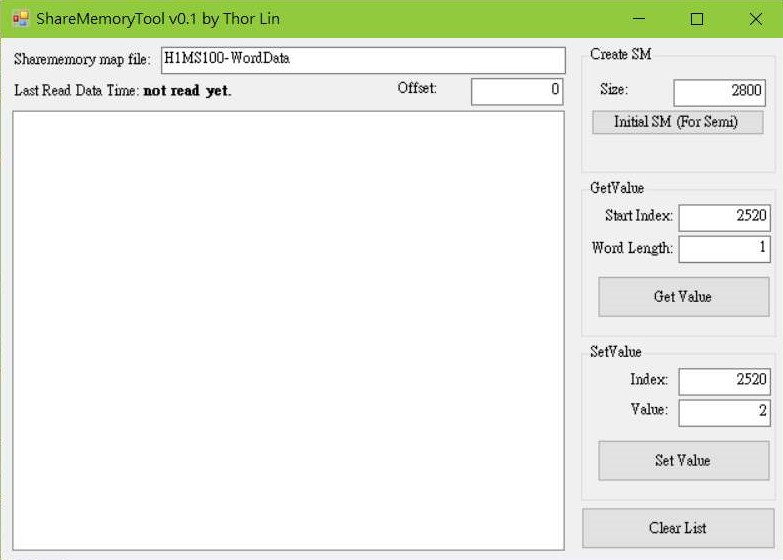 ShareMemoryTool v0.1 by Thor Lin
Sharememory map file: H1MS100-WordData
Last Read Data Time: not read yet. Offset: 0
Create SM
Size: 2800
Initial SM (For Semi)
GetValue
Start Index: 2520
Word Length: 1
Get Value
SetValue
Index: 2520
Value: 2
Set Value
Clear List